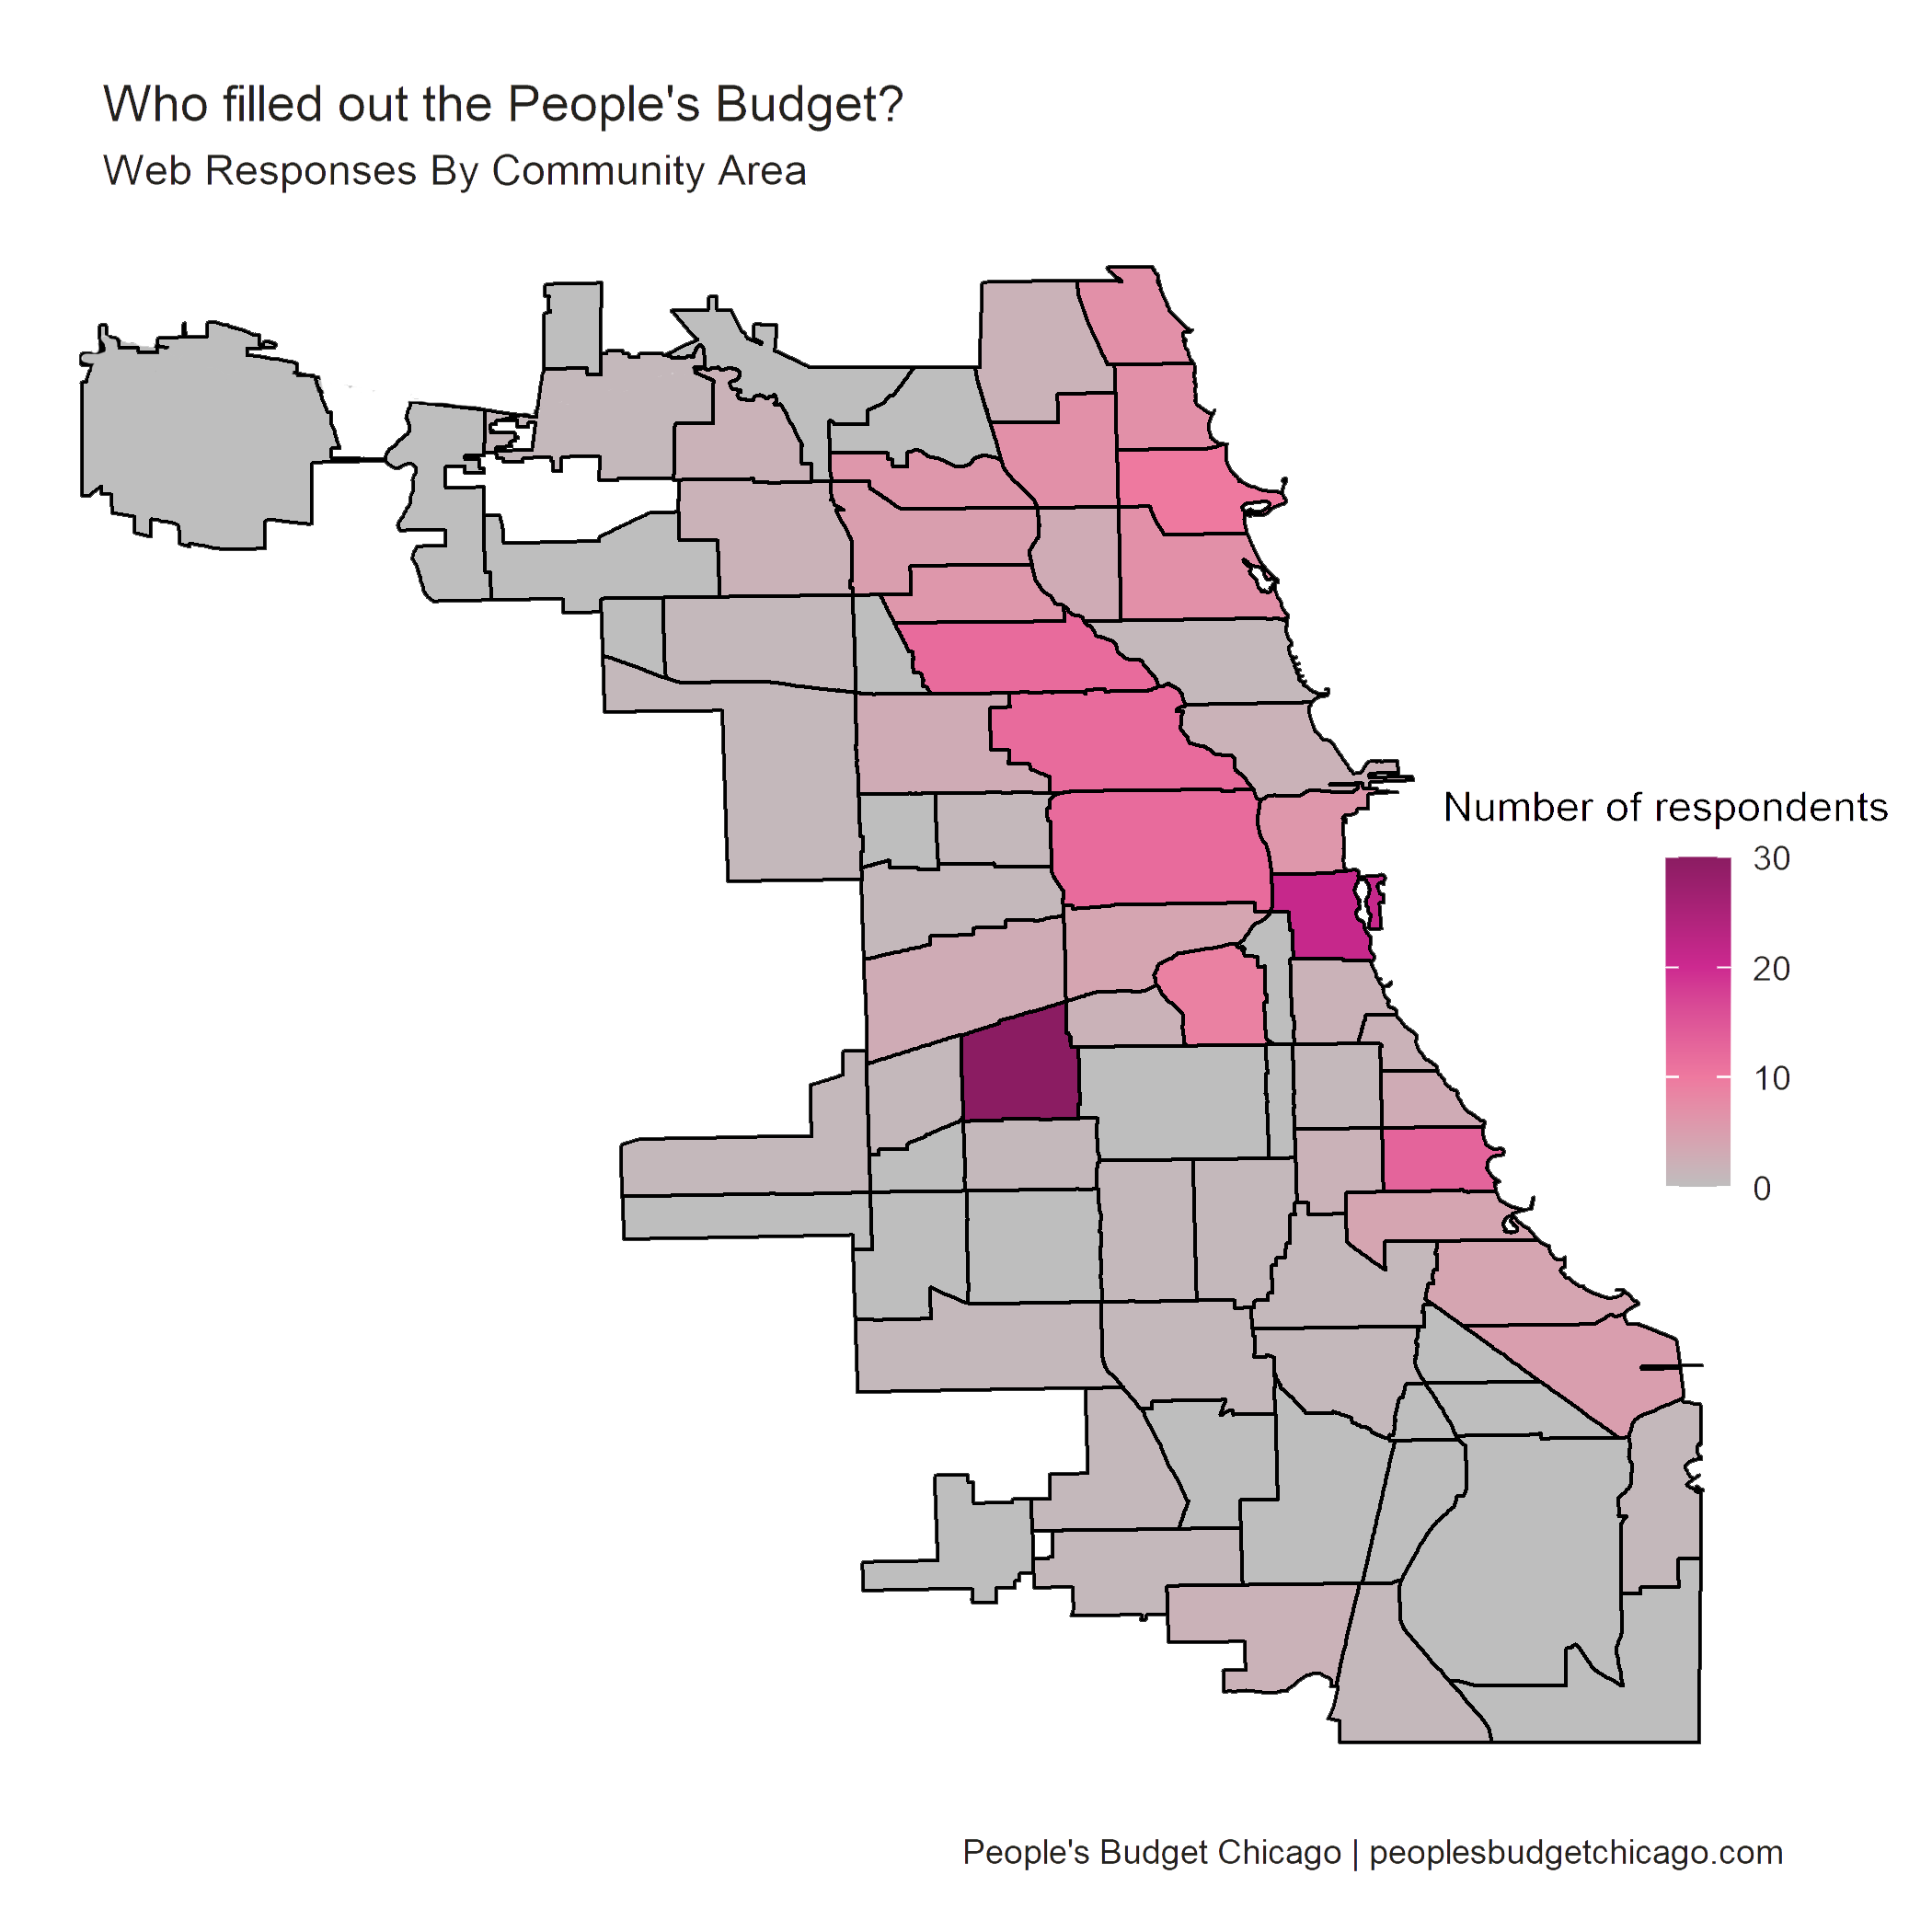 Who filled out the People's Budget?
Web Responses By Community Area
Number of respondents
30
20
10
0
People's Budget Chicago | peoplesbudgetchicago.com